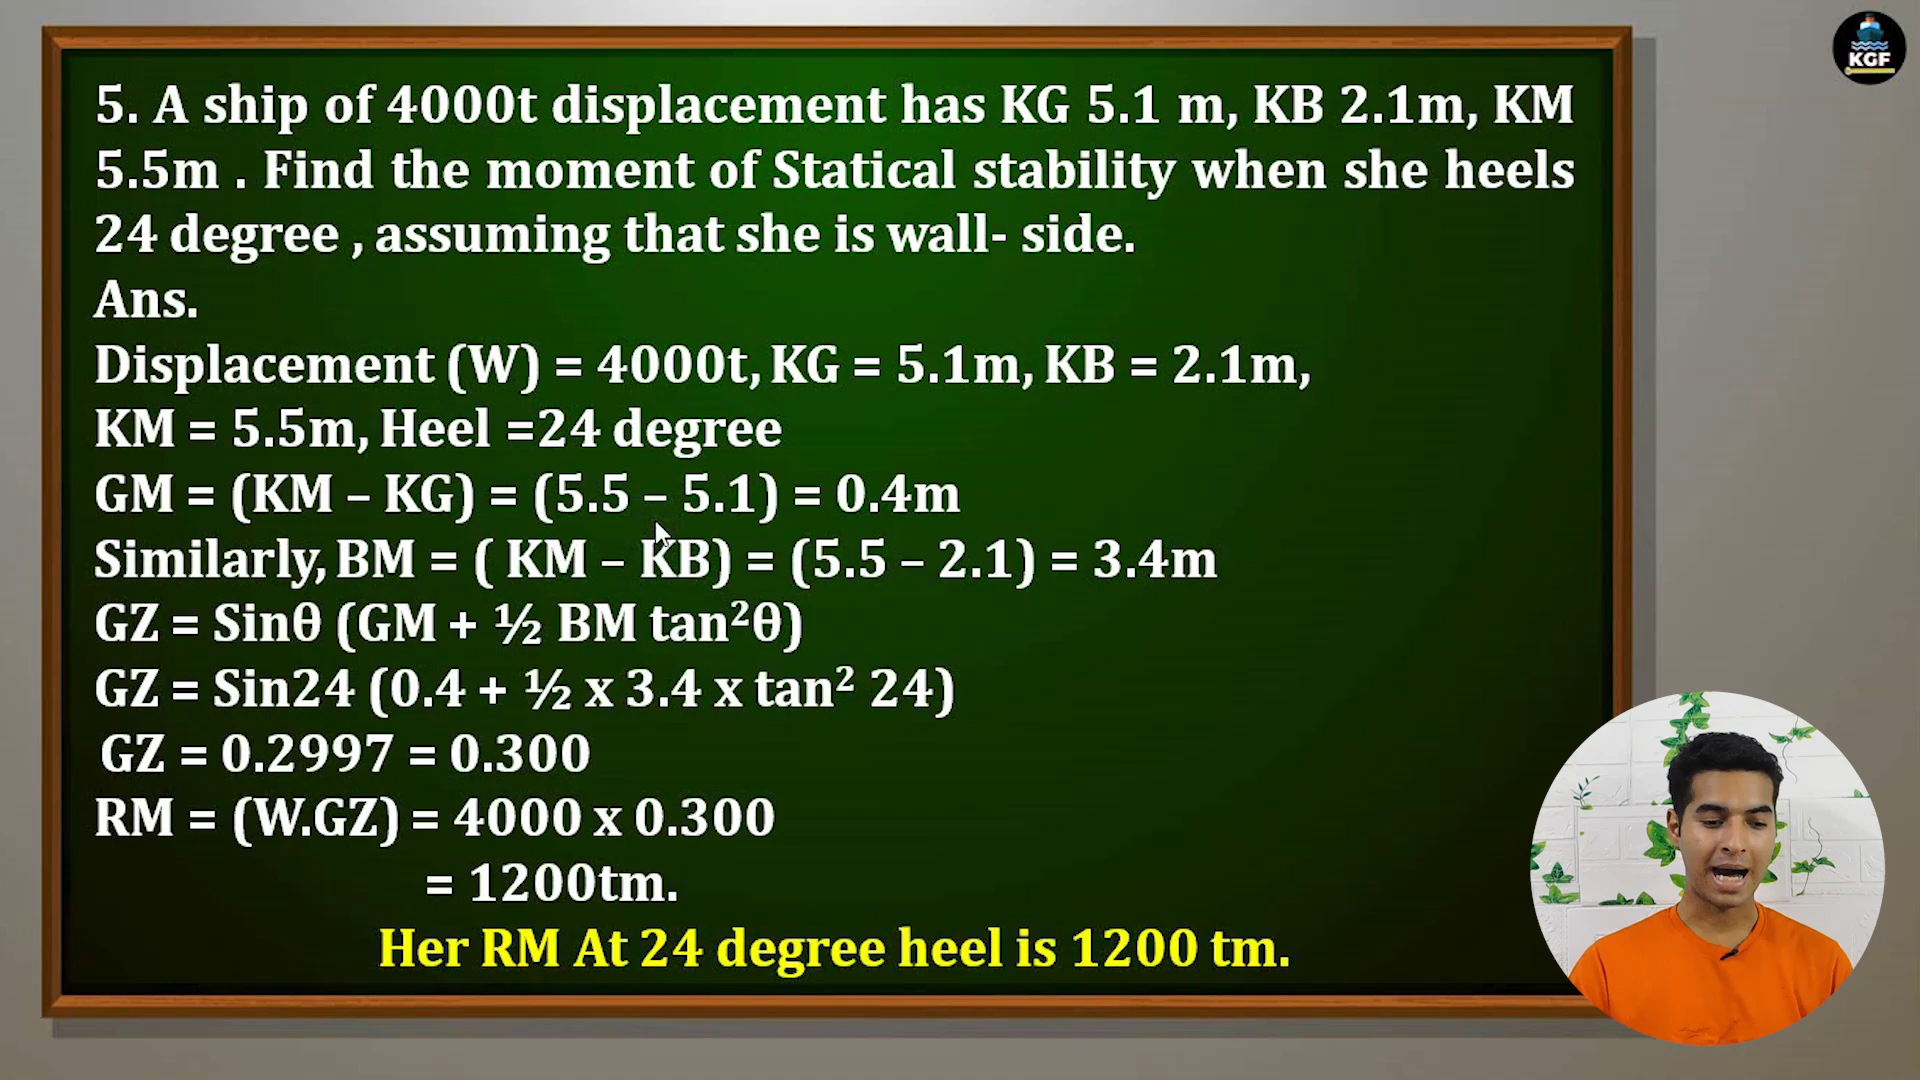 KGF
5. A ship of 4000t displacement has KG 5.1 m, KB 2.1m, KM
5.5m . Find the moment of Statical stability when she heels
24 degree , assuming that she is wall- side.
Ans.
Displacement (W) = 4000t, KG = 5.1m, KB = 2.1m,
KM = 5.5m, Heel =24 degree
GM = (KM – KG) = (5.5 – 5.1) = 0.4m
Similarly, BM = ( KM – KB) = (5.5 – 2.1) = 3.4m
GZ = Sinθ (GM + ½ BM tan²θ)
GZ = Sin24 (0.4 + ½ x 3.4 x tan² 24)
GZ = 0.2997 = 0.300
RM = (W.GZ) = 4000 x 0.300
= 1200tm.
Her RM At 24 degree heel is 1200 tm.